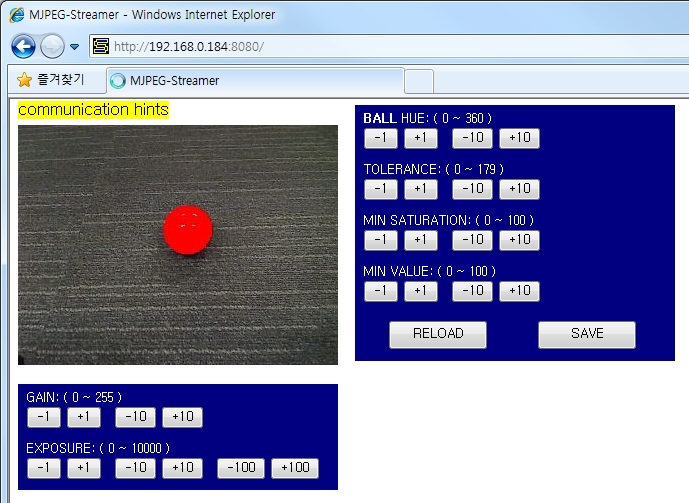 MJPEG-Streamer - Windows Internet Explorer
http://192.168.0.184:8080/
즐겨찾기
MJPEG-Streamer
communication hints
BALL HUE: ( 0 ~ 360 )
-1 +1 -10 +10
TOLERANCE: ( 0 ~ 179 )
-1 +1 -10 +10
MIN SATURATION: ( 0 ~ 100 )
-1 +1 -10 +10
MIN VALUE: ( 0 ~ 100 )
-1 +1 -10 +10
RELOAD SAVE
GAIN: ( 0 ~ 255 )
-1 +1 -10 +10
EXPOSURE: ( 0 ~ 10000 )
-1 +1 -10 +10 -100 +100